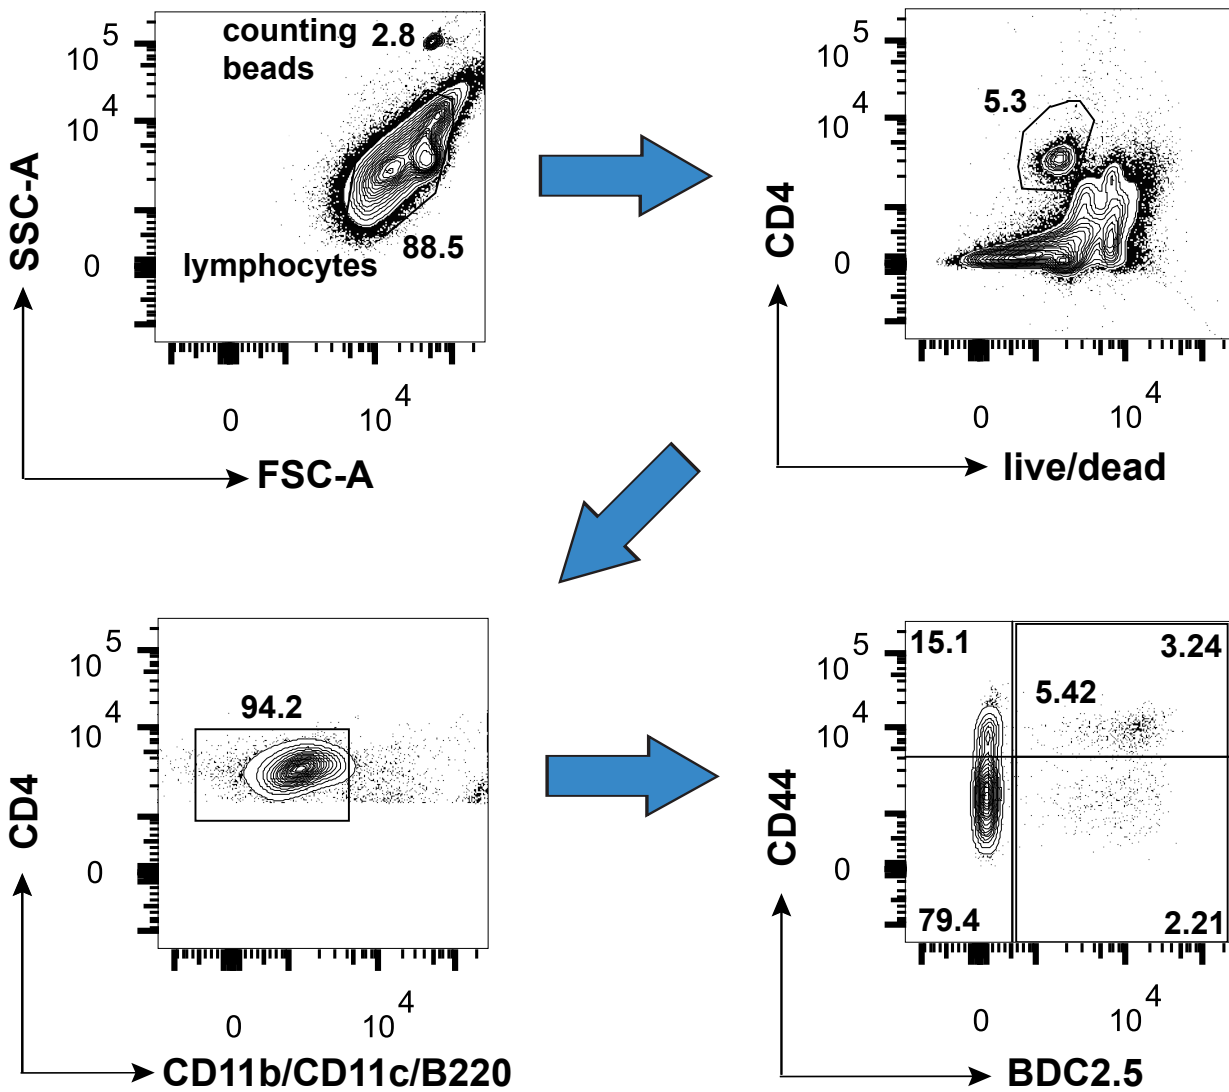 counting 2.8
beads
10^5
10^4
0
SSC-A
lymphocytes 88.5
0 10^4
FSC-A
10^5
10^4
0
CD4
5.3
0 10^4
live/dead
10^5
10^4
0
CD4
94.2
0 10^4
CD11b/CD11c/B220
10^5
10^4
0
CD44
15.1 3.24
5.42
79.4 2.21
0 10^4
BDC2.5